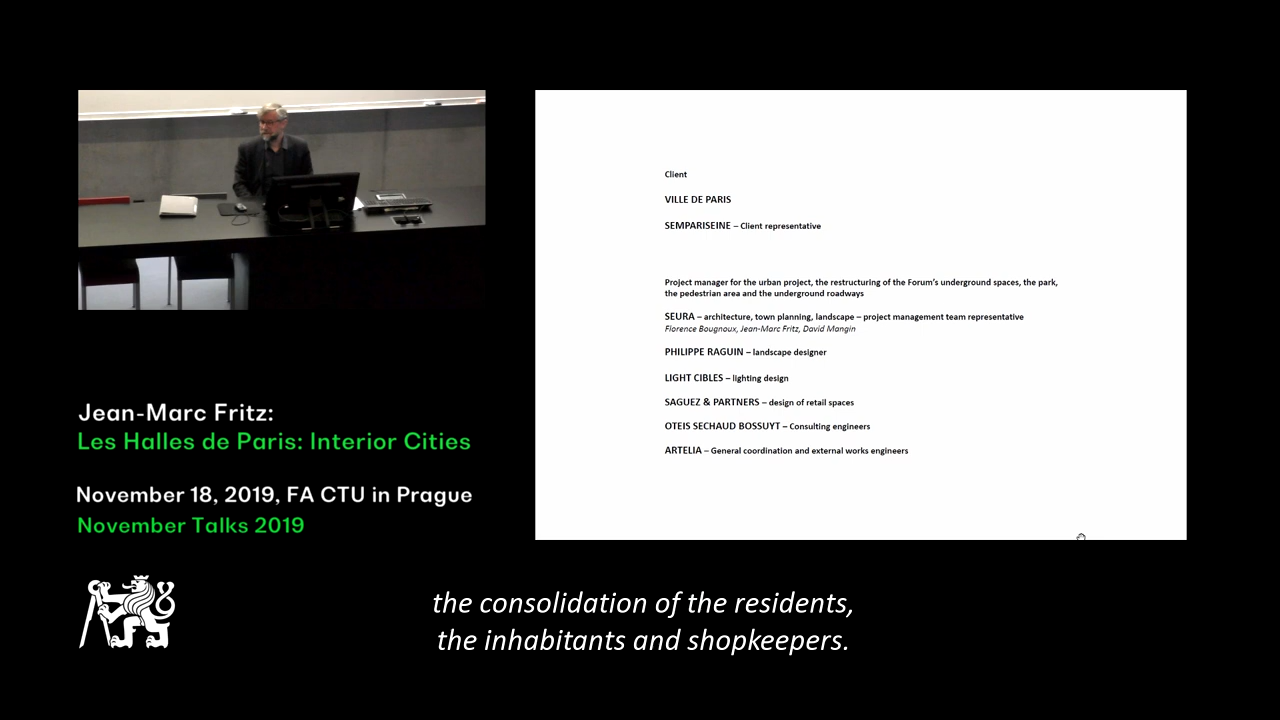 Client
VILLE DE PARIS
SEMPARISEINE – Client representative
Project manager for the urban project, the restructuring of the Forum's underground spaces, the park,
the pedestrian area and the underground roadways
SEURA – architecture, town planning, landscape – project management team representative
Florence Bougnoux, Jean-Marc Fritz, David Mangin
PHILIPPE RAGUIN – landscape designer
LIGHT CIBLES – lighting design
SAGUEZ & PARTNERS – design of retail spaces
OTEIS SECHAUD BOSSUYT – Consulting engineers
ARTELIA – General coordination and external works engineers
Jean-Marc Fritz:
Les Halles de Paris: Interior Cities
November 18, 2019, FA CTU in Prague
November Talks 2019
the consolidation of the residents,
the inhabitants and shopkeepers.